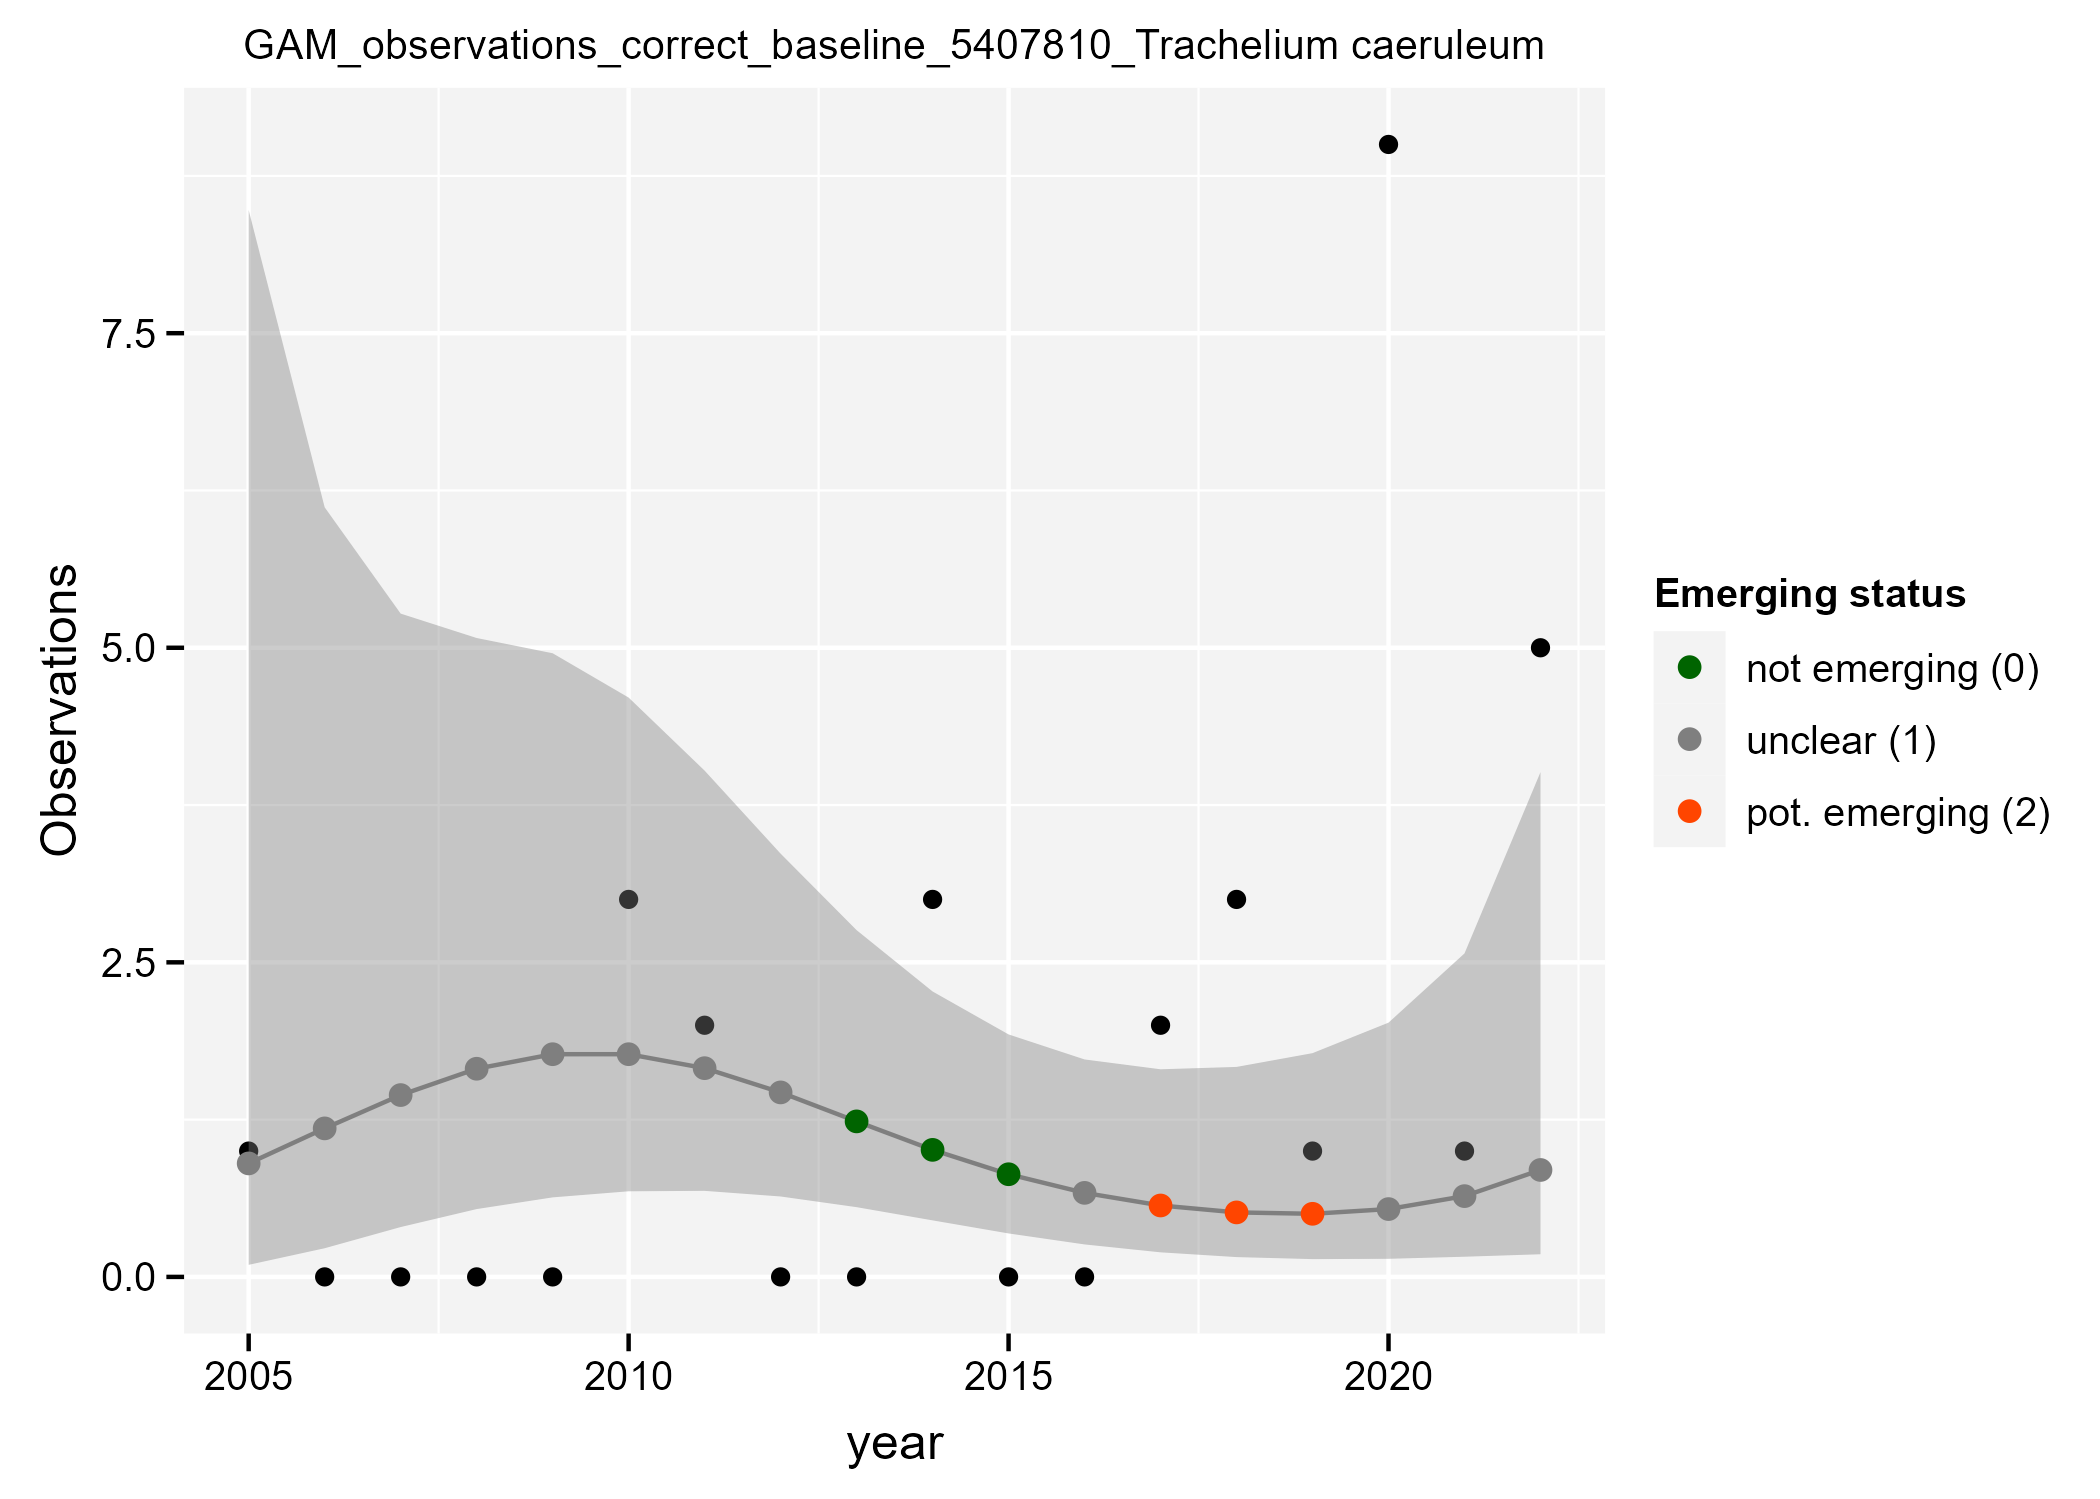 GAM_observations_correct_baseline_5407810_Trachelium caeruleum
Observations
7.5
5.0
2.5
0.0
2005
2010
2015
2020
year
Emerging status
not emerging (0)
unclear (1)
pot. emerging (2)